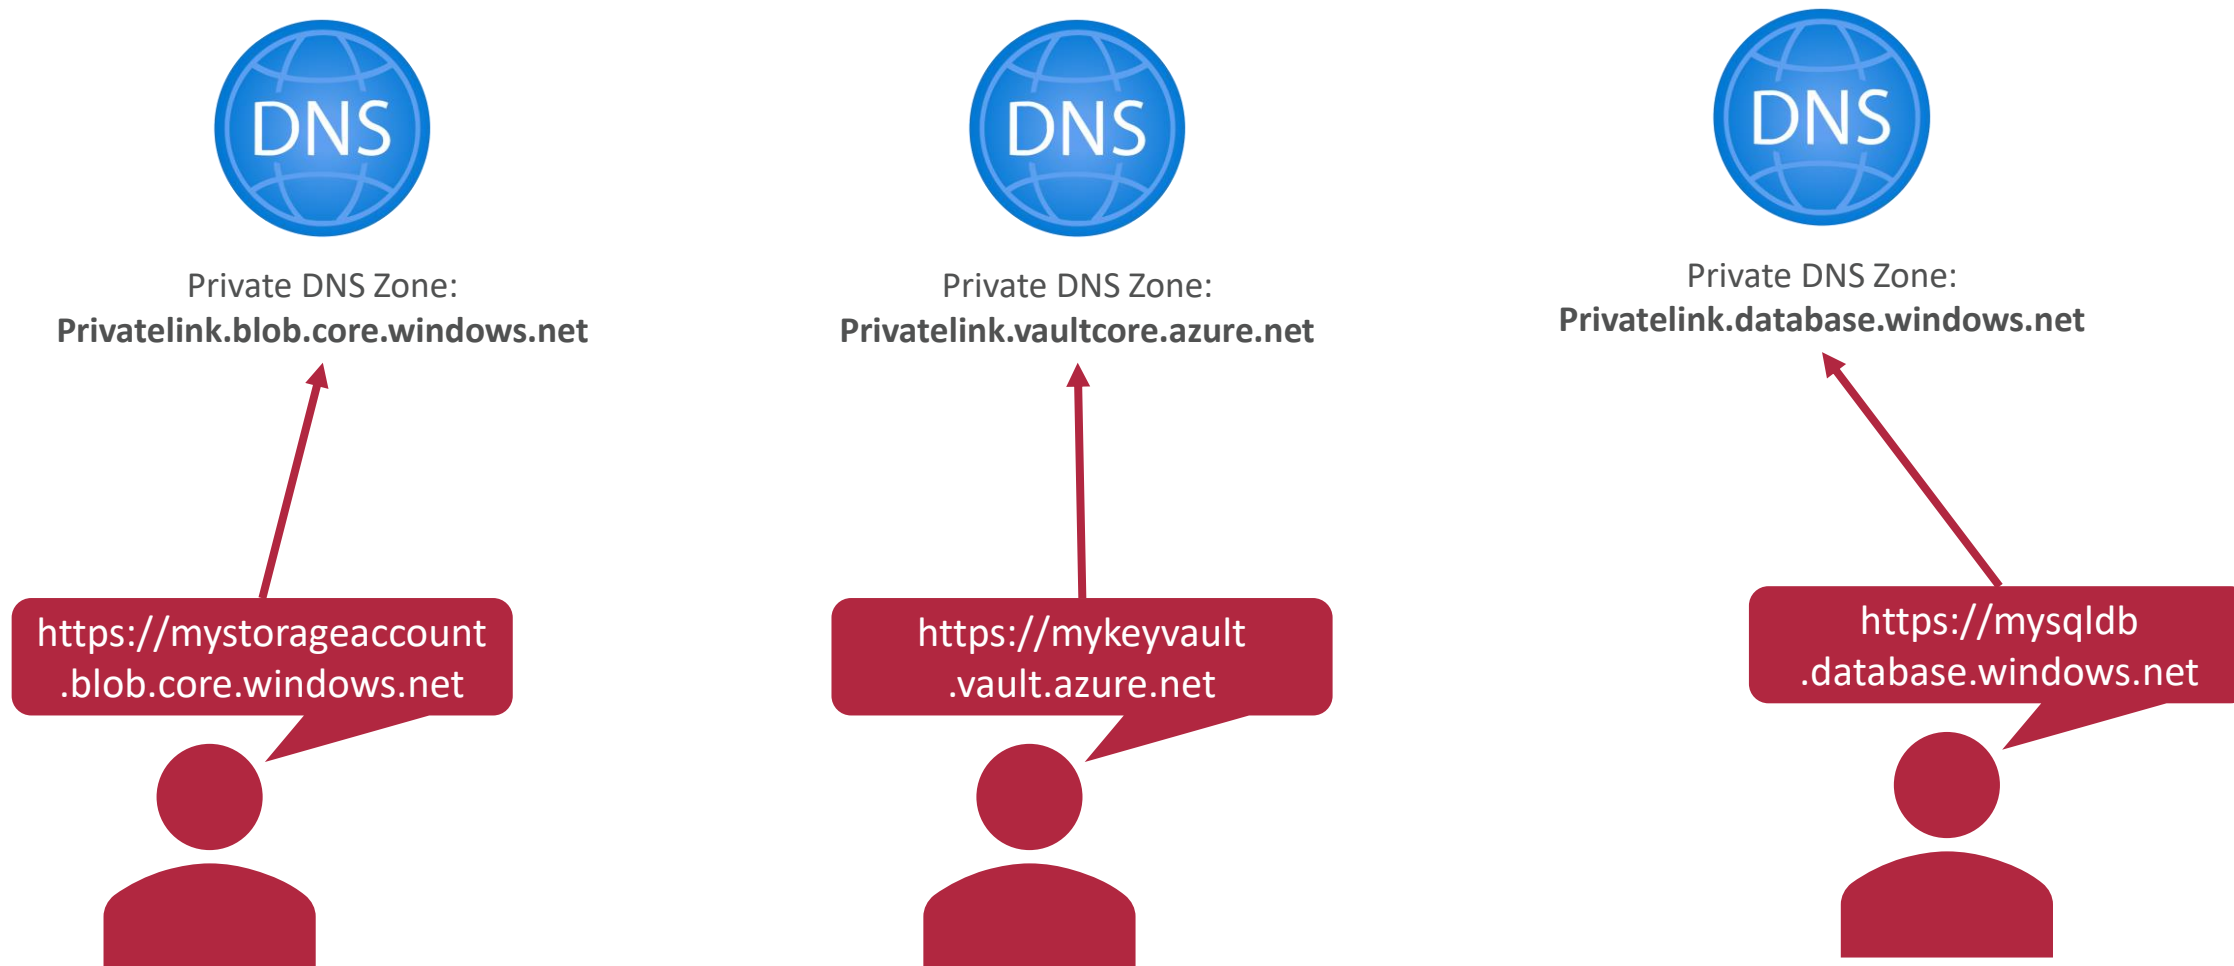 DNS
Private DNS Zone:
Privatelink.blob.core.windows.net
https://mystorageaccount
.blob.core.windows.net
DNS
Private DNS Zone:
Privatelink.vaultcore.azure.net
https://mykeyvault
.vault.azure.net
DNS
Private DNS Zone:
Privatelink.database.windows.net
https://mysqldb
.database.windows.net